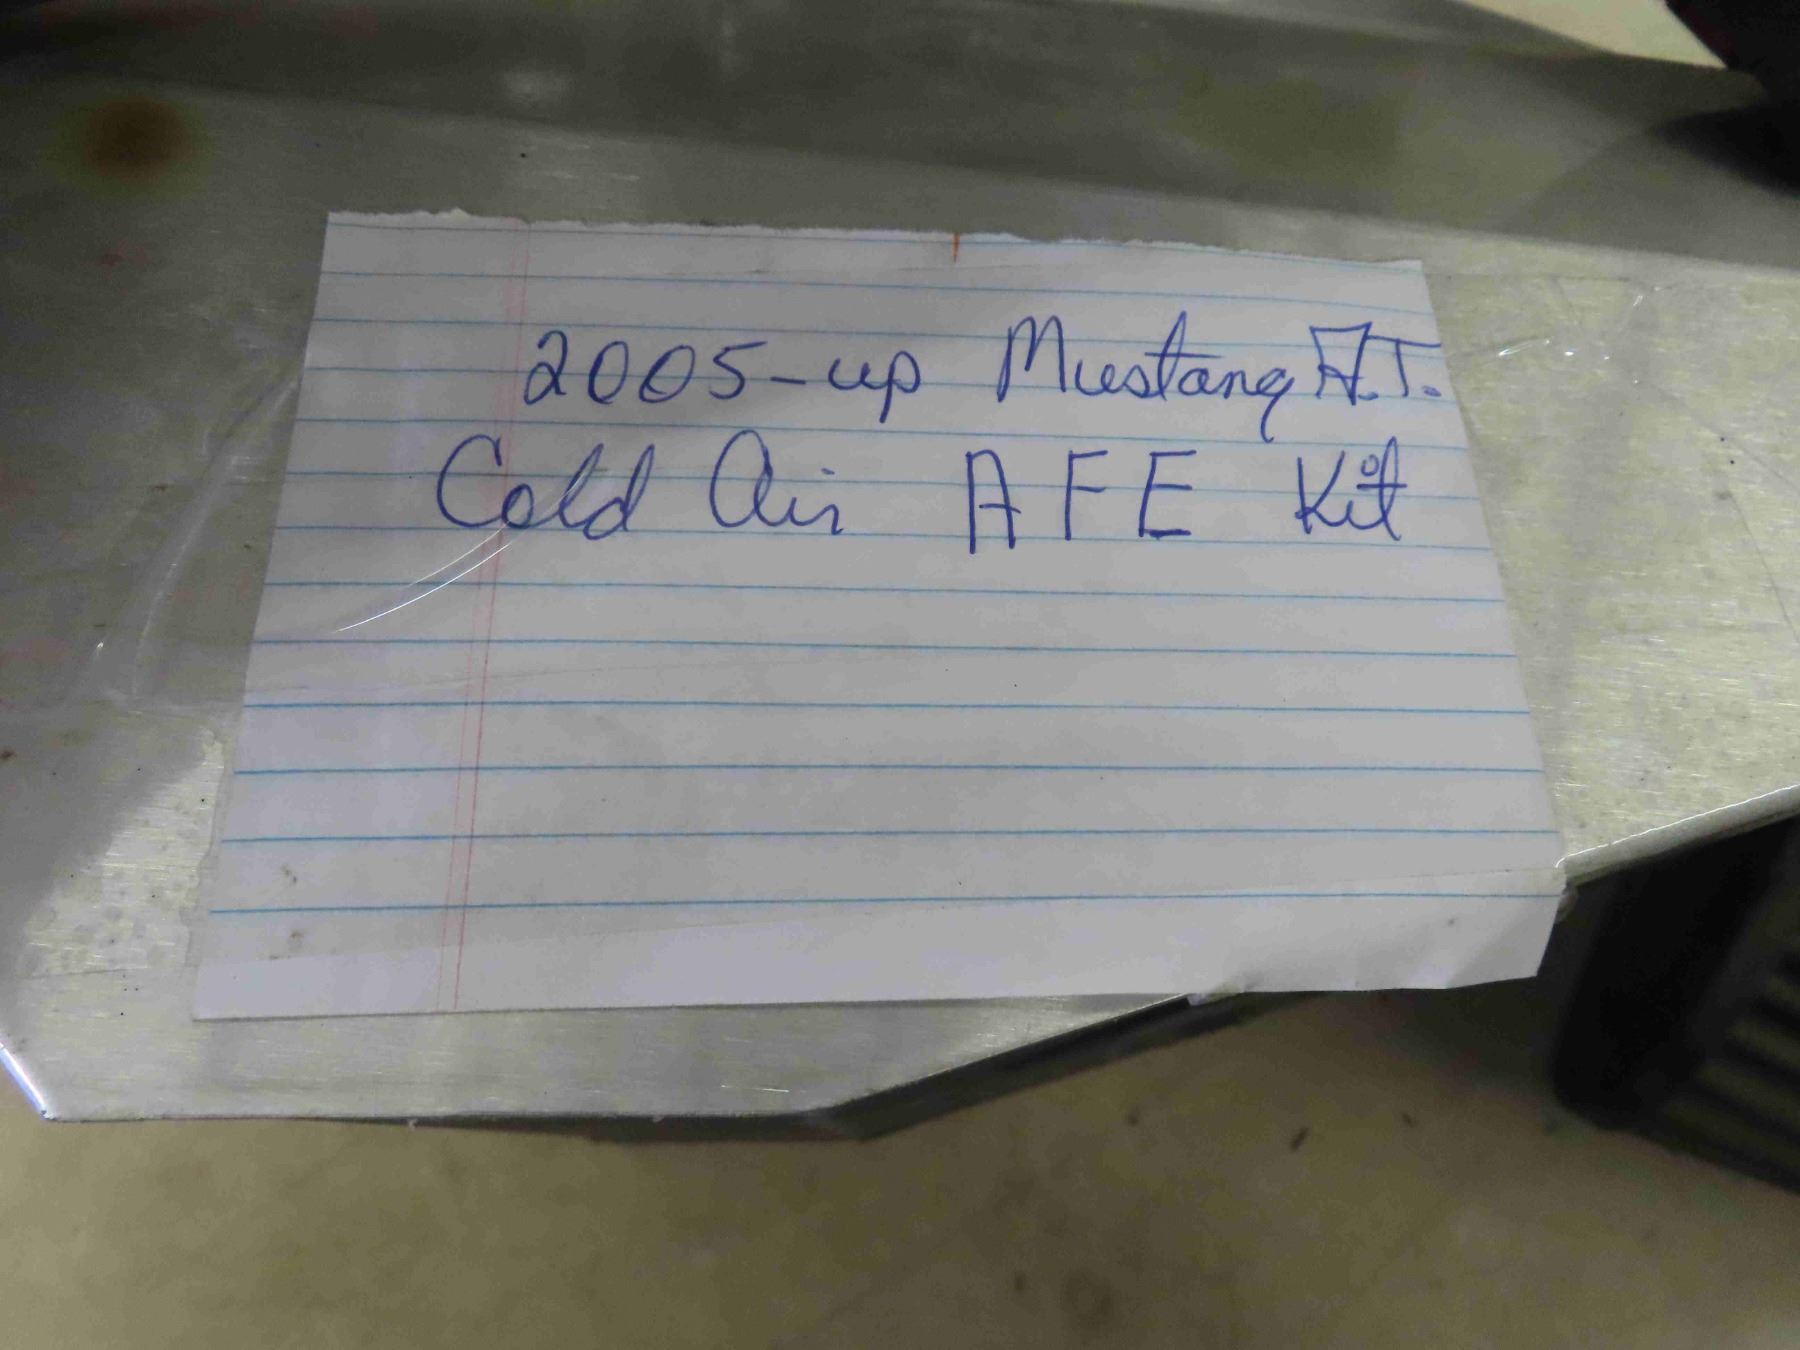 2005-up Mustang A.T.
Cold Air AFE Kit